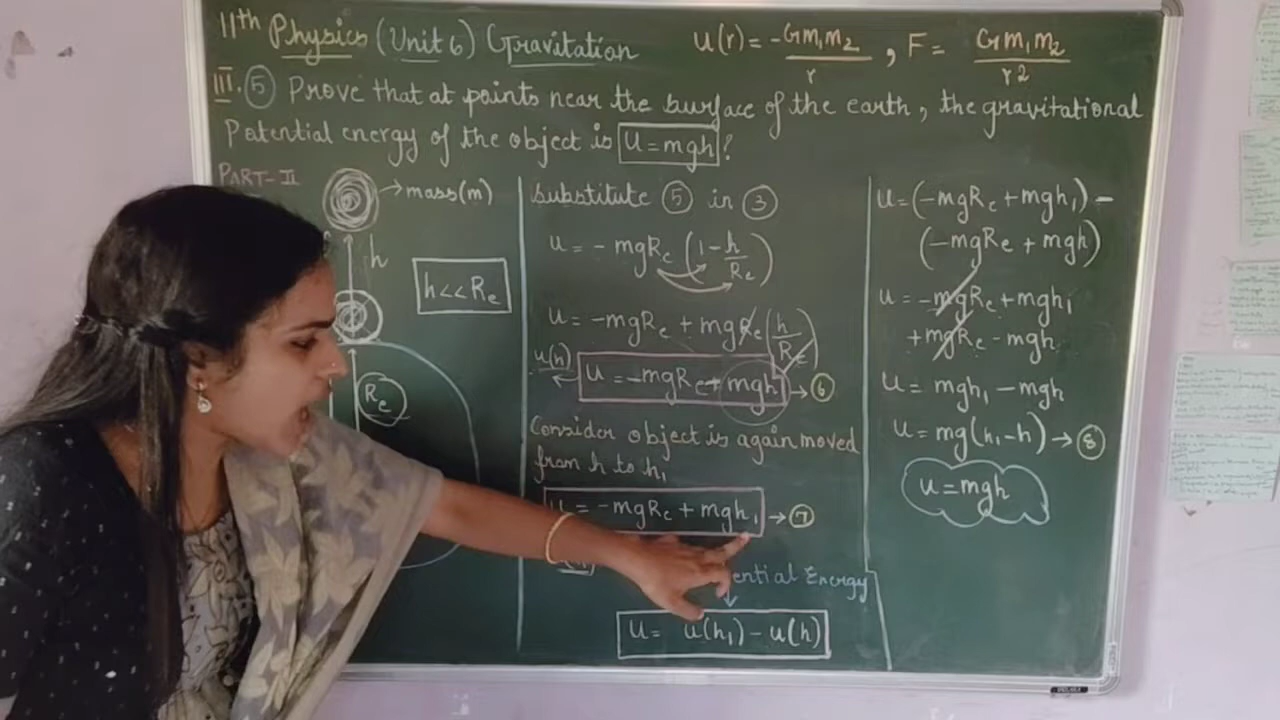 11th Physics (Unit 6) Gravitation
U(r) = -Gm₁m₂/r , F = Gm₁m₂/r2
III. ⑤ Prove that at points near the surface of the earth, the gravitational
Potential energy of the object is U = mgh ?
PART-II
→ mass(m)
h
h<<Re
Re
Substitute ⑤ in ③
U = - mgRe (1 - h/Re)
U = -mgRe + mgRe (h/Re)
u(h)
U = -mgRe + mgh → ⑥
Consider object is again moved
from h to h₁
U = -mgRe + mgh₁ → ⑦
Energy
U = u(h₁) - u(h)
U = (-mgRe + mgh₁) -
(-mgRe + mgh)
U = -mgRe + mgh₁
+mgRe - mgh
U = mgh₁ - mgh
U = mg(h₁-h) → ⑧
U = mgh